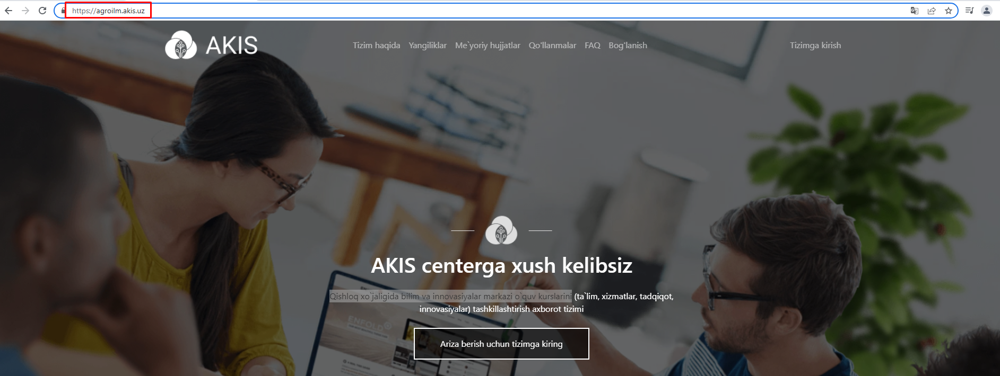 https://agroilm.akis.uz
AKIS
Tizim haqida Yangiliklar Me`yoriy hujjatlar Qo'llanmalar FAQ Bog'lanish
Tizimga kirish
AKIS centerga xush kelibsiz
Qishloq xo`jaligida bilim va innovasiyalar markazi o`quv kurslarini (ta`lim, xizmatlar, tadqiqot,
innovasiyalar) tashkillashtirish axborot tizimi
ENFOLD
Ariza berish uchun tizimga kiring